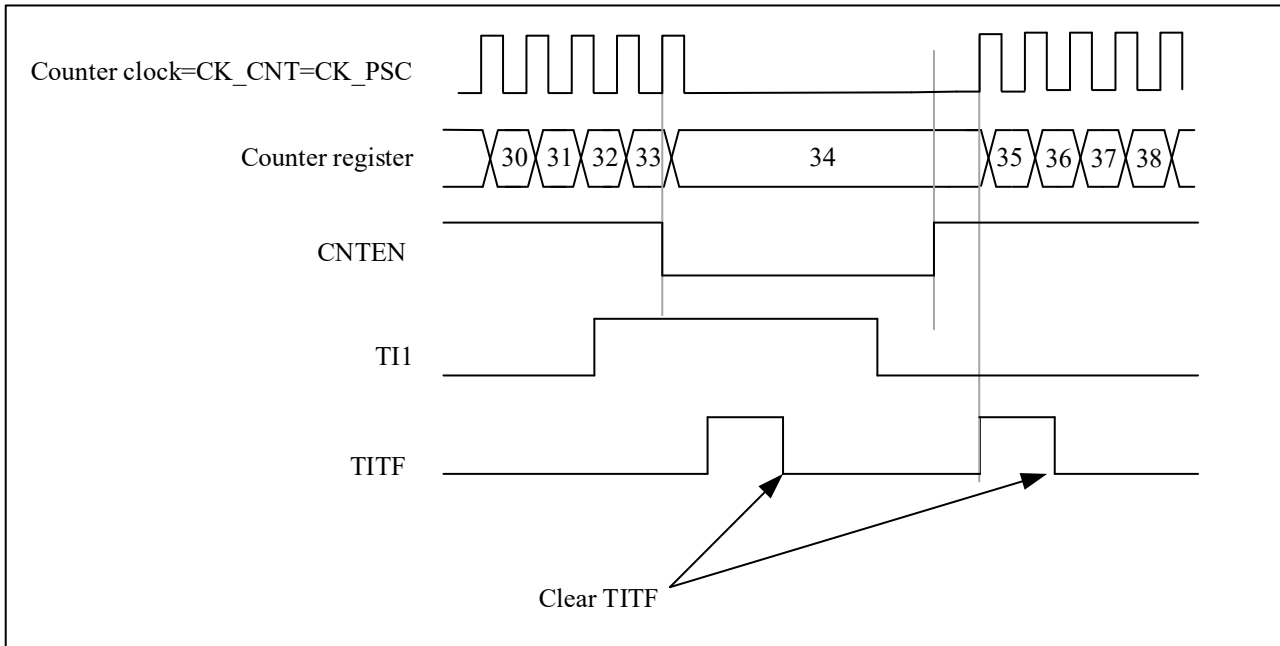 Counter clock=CK_CNT=CK_PSC
Counter register
30 31 32 33 34 35 36 37 38
CNTEN
TI1
TITF
Clear TITF